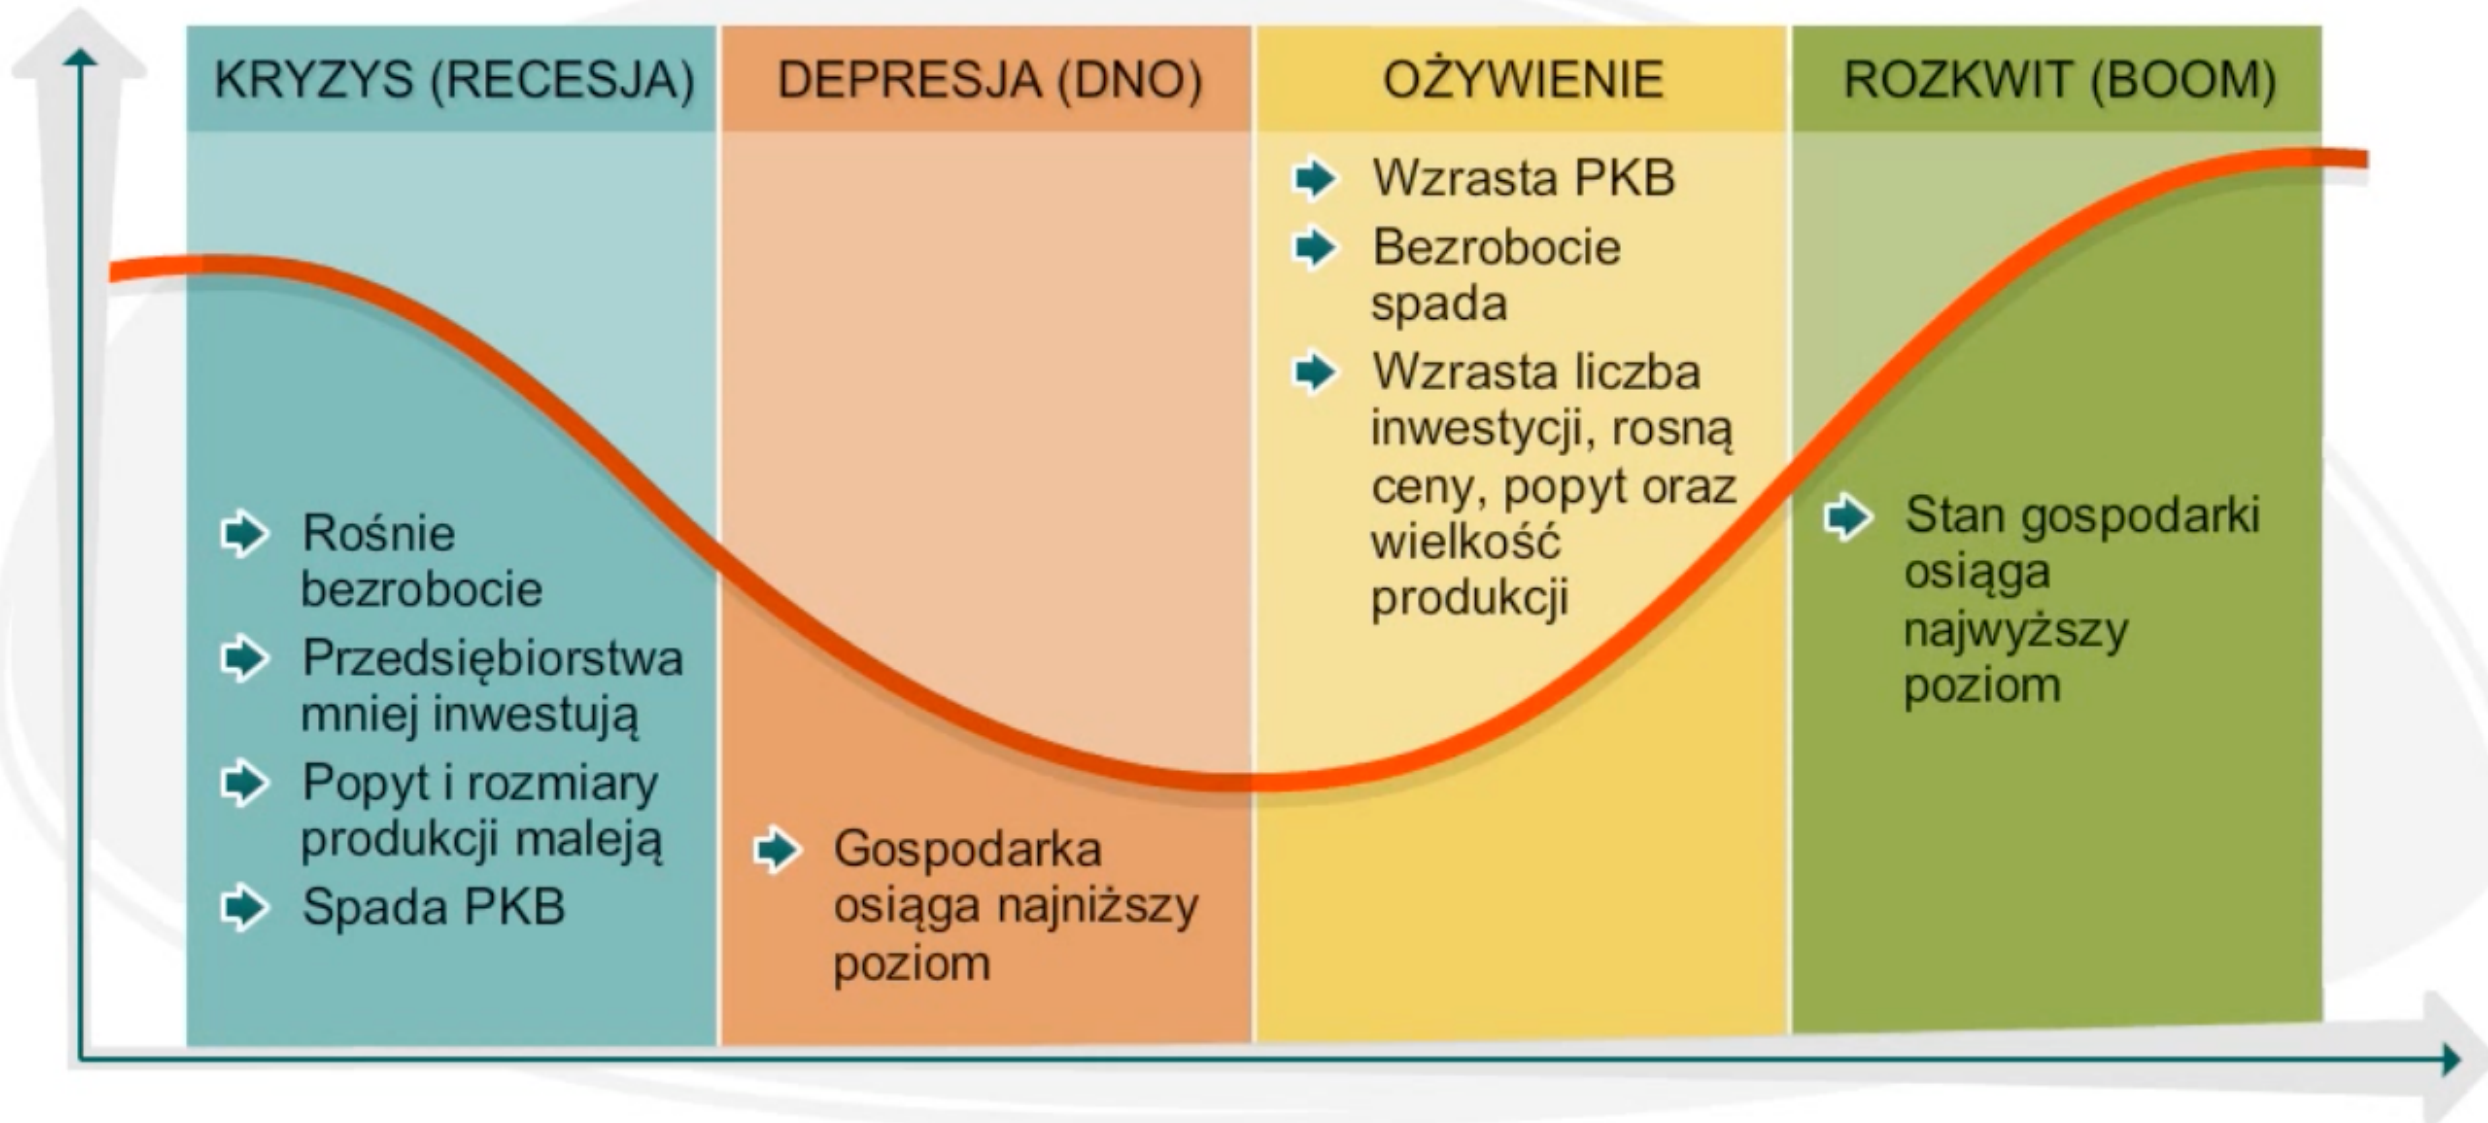 KRYZYS (RECESJA)
Rośnie
bezrobocie
Przedsiębiorstwa
mniej inwestują
Popyt i rozmiary
produkcji maleją
Spada PKB
DEPRESJA (DNO)
Gospodarka
osiąga najniższy
poziom
OŻYWIENIE
Wzrasta PKB
Bezrobocie
spada
Wzrasta liczba
inwestycji, rosną
ceny, popyt oraz
wielkość
produkcji
ROZKWIT (BOOM)
Stan gospodarki
osiąga
najwyższy
poziom